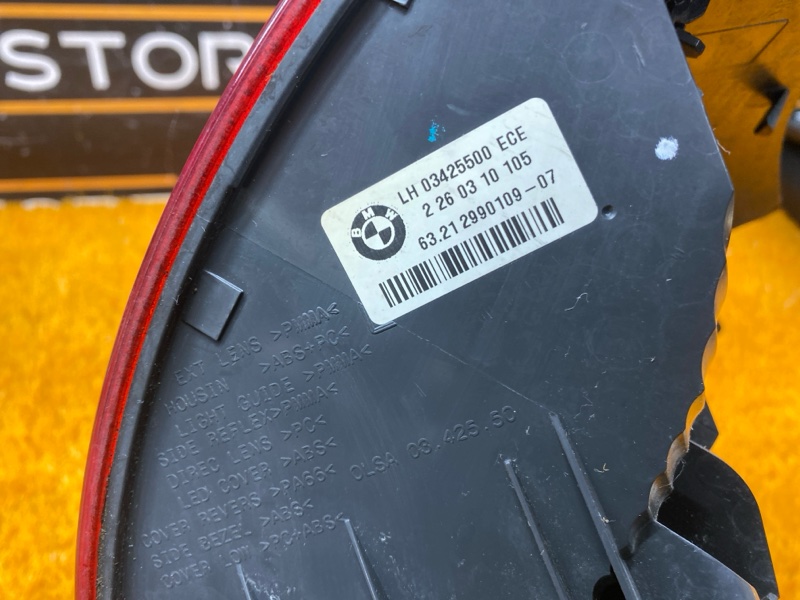 STOR
LH 03425500 ECE
2 26 03 10 105
BMW
63.21 2990109-07
EXT LENS >PMMA<
HOUSIN >ABS+PC<
LIGHT GUIDE >PMMA<
SIDE REFLEX>PMMA<
DIREC LENS >PC<
LED COVER >ABS<
COVER REVERS >PA66<
SIDE BEZEL >ABS<
COVER LOW >PC+ABS<
OLSA 03.425.50